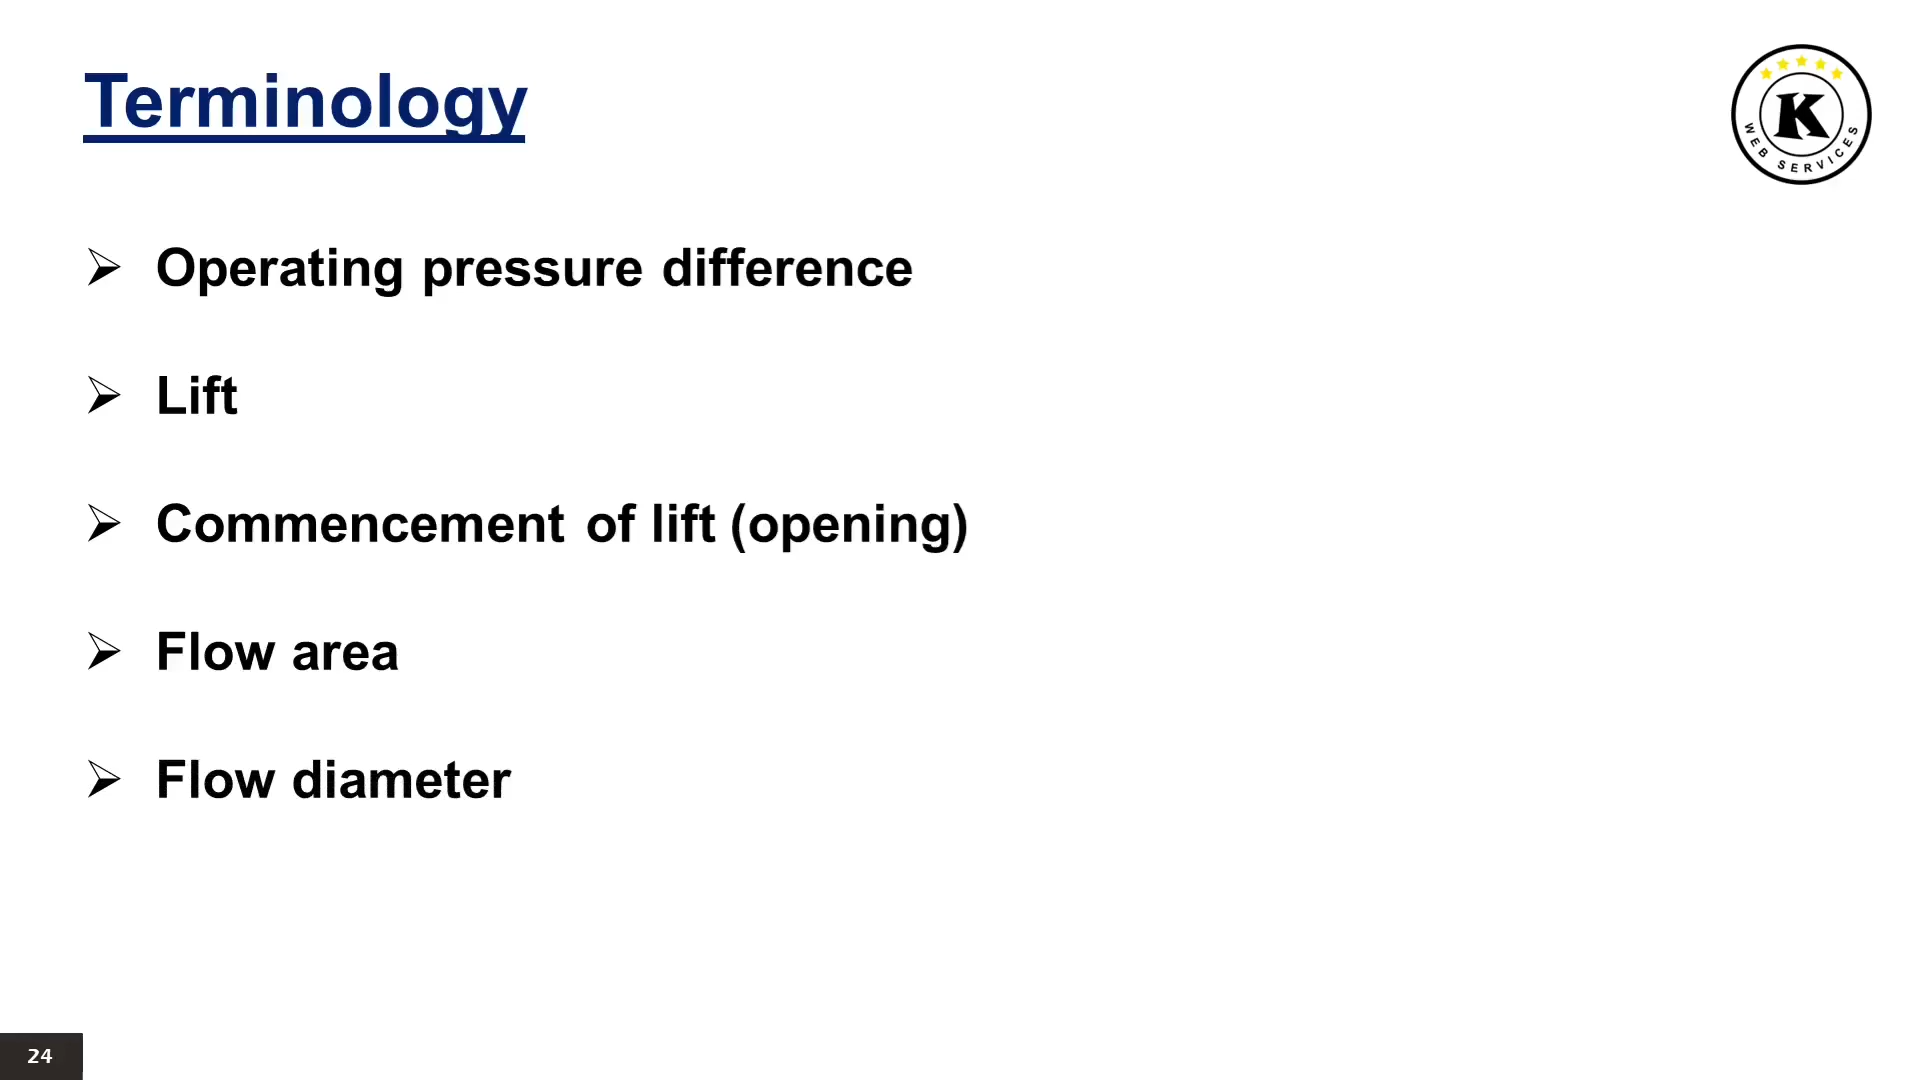 Terminology
K
WEB SERVICES
Operating pressure difference
Lift
Commencement of lift (opening)
Flow area
Flow diameter
24